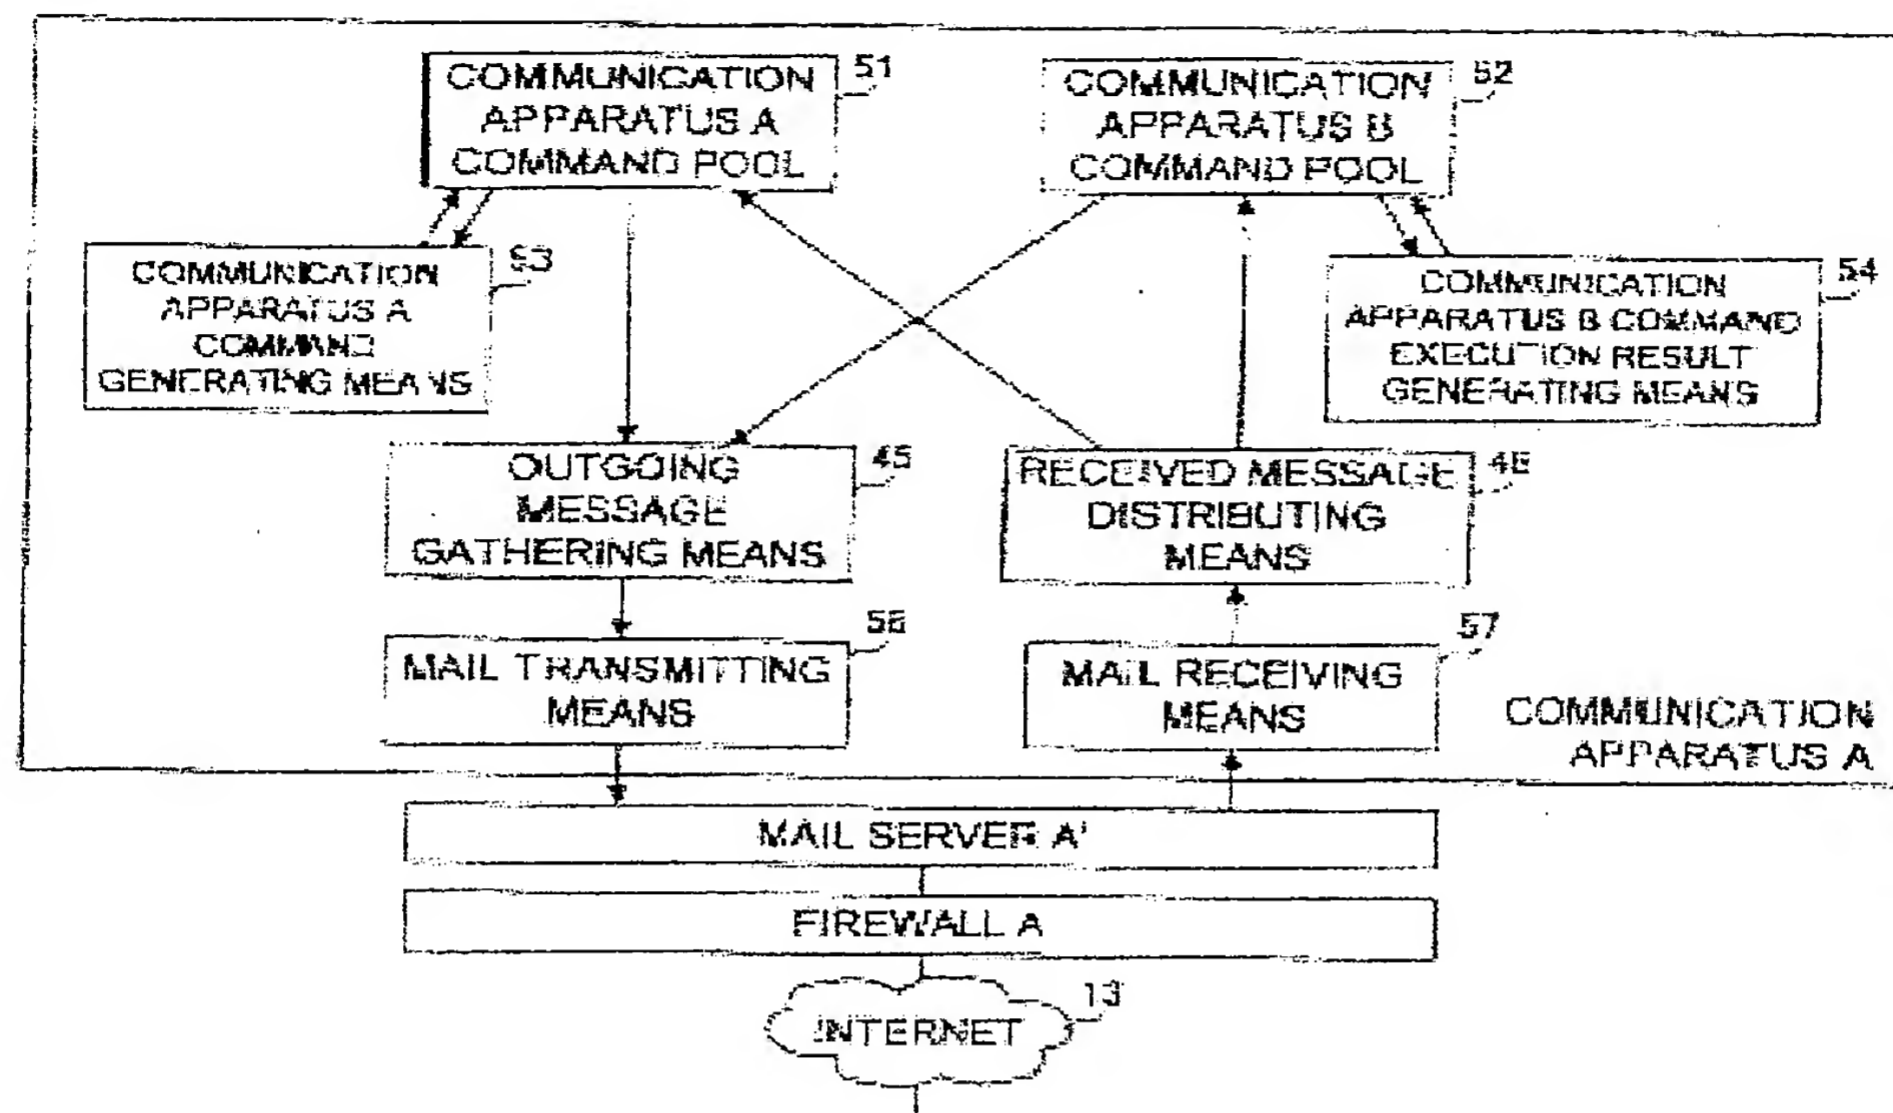 COMMUNICATION
APPARATUS A
COMMAND POOL
51
COMMUNICATION
APPARATUS B
COMMAND POOL
52
COMMUNICATION
APPARATUS A
COMMAND
GENERATING MEANS
53
COMMUNICATION
APPARATUS B COMMAND
EXECUTION RESULT
GENERATING MEANS
54
OUTGOING
MESSAGE
GATHERING MEANS
45
RECEIVED MESSAGE
DISTRIBUTING
MEANS
MAIL TRANSMITTING
MEANS
MAIL RECEIVING
MEANS
57
COMMUNICATION
APPARATUS A
MAIL SERVER A'
FIREWALL A
INTERNET
13